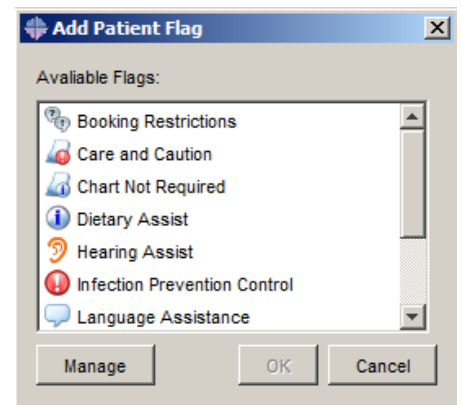 Add Patient Flag
Avaliable Flags:
Booking Restrictions
Care and Caution
Chart Not Required
Dietary Assist
Hearing Assist
Infection Prevention Control
Language Assistance
Manage OK Cancel